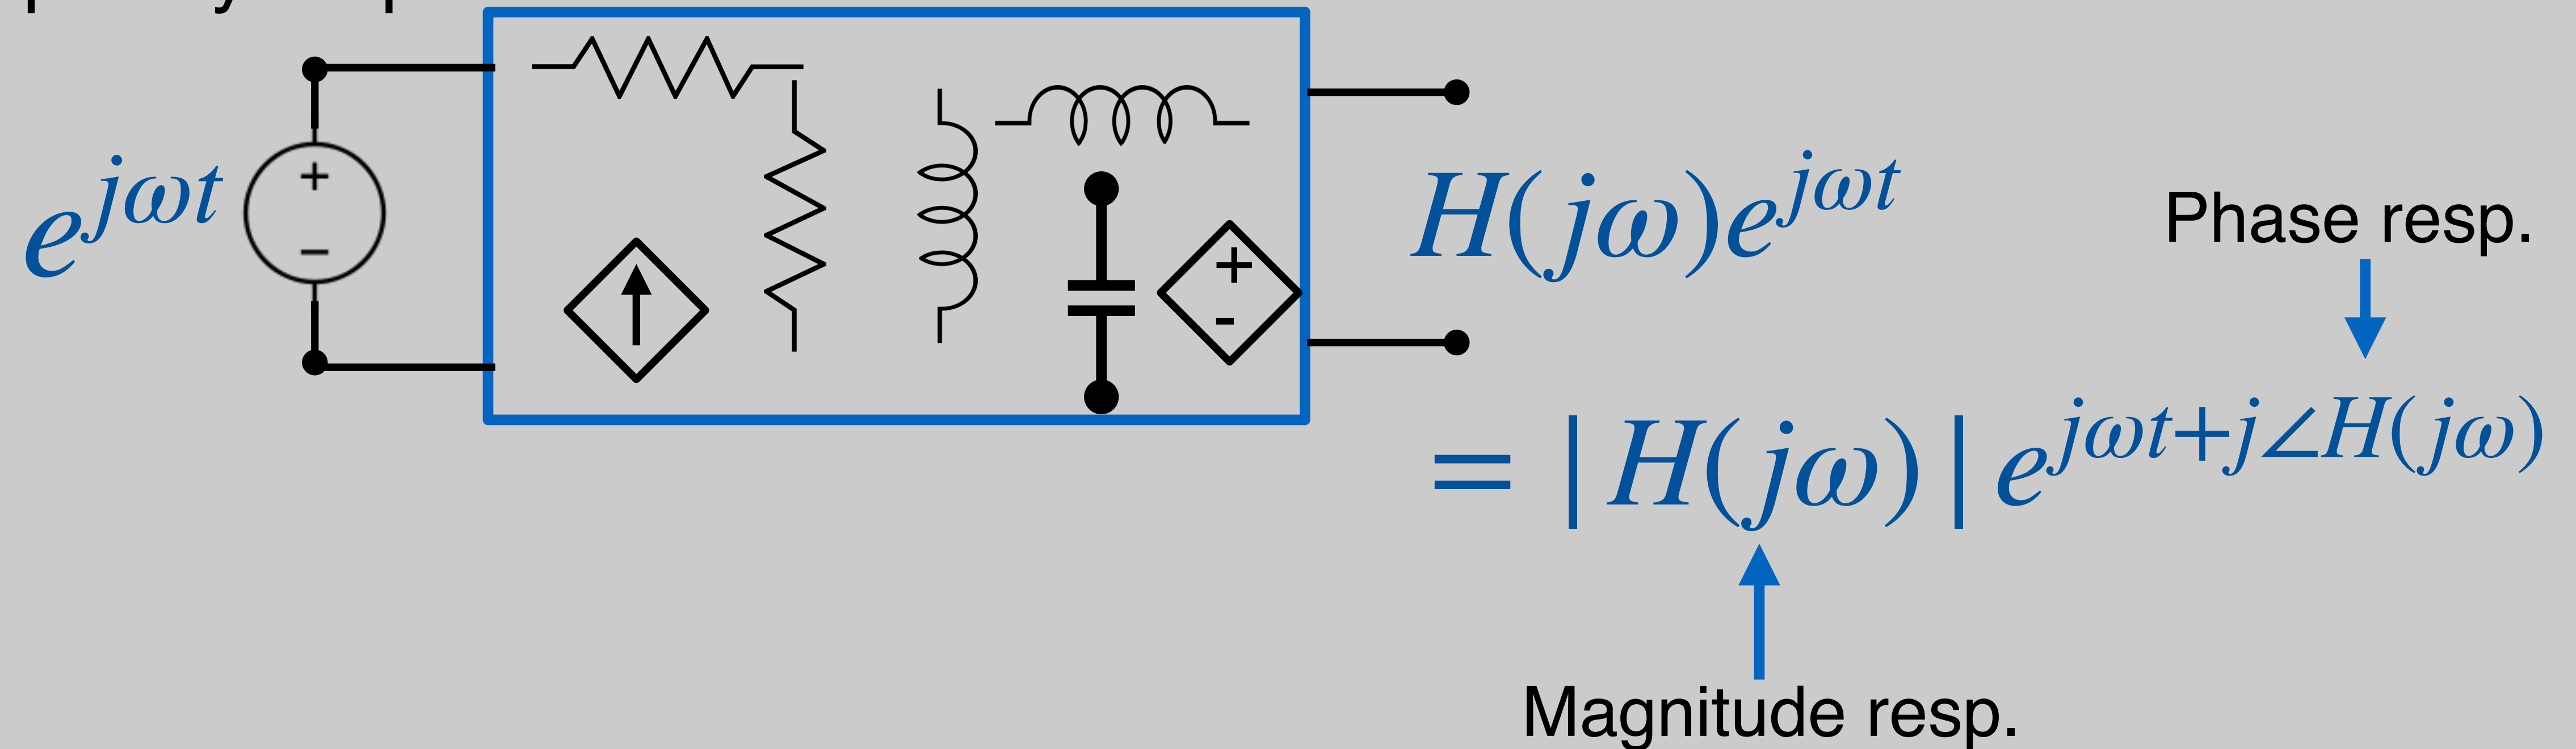 e^{jωt}
+
−
+
-
H(jω)e^{jωt}
Phase resp.
= |H(jω)|e^{jωt+j∠H(jω)}
Magnitude resp.